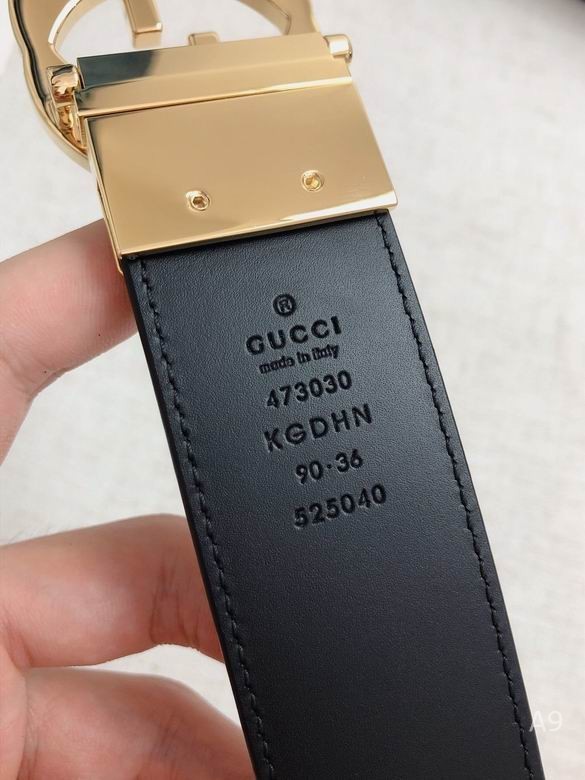 ®
GUCCI
made in italy
473030
KGDHN
90·36
525040
A9